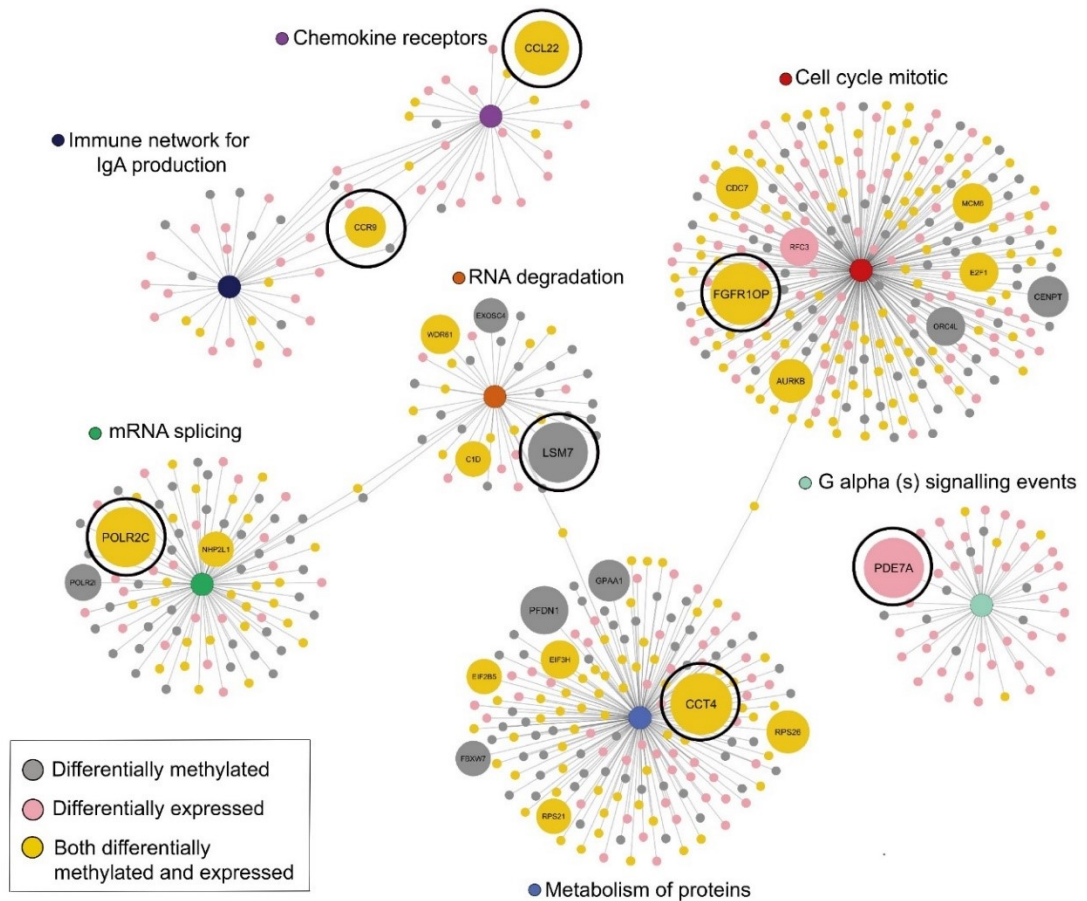 Chemokine receptors
CCL22
Cell cycle mitotic
Immune network for
IgA production
CDC7
MCM6
CCR9
RFC3
RNA degradation
E2F1
FGFR1OP
CENPT
EXOSC4
ORC4L
WDR61
AURKB
mRNA splicing
LSM7
C1D
G alpha (s) signalling events
POLR2C
NHP2L1
PDE7A
POLR2I
GPAA1
PFDN1
EIF3H
EIF2B5
CCT4
RPS26
FBXW7
Differentially methylated
Differentially expressed
RPS21
Both differentially
methylated and expressed
Metabolism of proteins